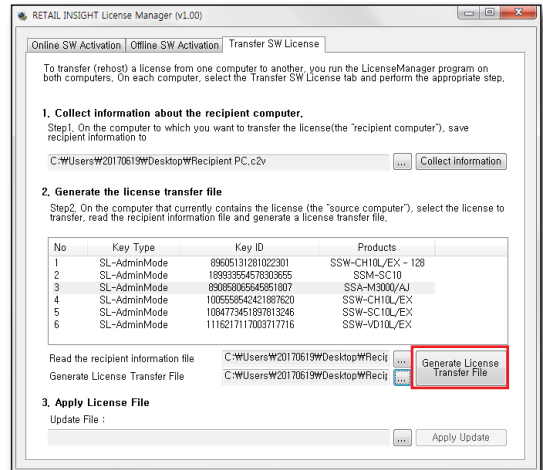 RETAIL INSIGHT License Manager (v1.00)
Online SW Activation Offline SW Activation Transfer SW License
To transfer (rehost) a license from one computer to another, you run the LicenseManager program on
both computers, On each computer, select the Transfer SW License tab and perform the appropriate step,
1, Collect information about the recipient computer,
Step1, On the computer to which you want to transfer the license(the "recipient computer"), save
recipient information to
C:₩Users₩20170619₩Desktop₩Recipient PC,c2v ... Collect information
2, Generate the license transfer file
Step2, On the computer that currently contains the license (the "source computer"), select the license to
transfer, read the recipient information file and generate a license transfer file,
No Key Type Key ID Products
1 SL-AdminMode 89605131281022301 SSW-CH10L/EX - 128
2 SL-AdminMode 189933554578303655 SSM-SC10
3 SL-AdminMode 890858065645851807 SSA-M3000/AJ
4 SL-AdminMode 1005558542421887620 SSW-CH10L/EX
5 SL-AdminMode 1084773451897813246 SSW-SC10L/EX
6 SL-AdminMode 1116217117003717716 SSW-VD10L/EX
Read the recipient information file C:₩Users₩20170619₩Desktop₩Recip ...
Generate License Transfer File C:₩Users₩20170619₩Desktop₩Recip ...
Generate License
Transfer File
3, Apply License File
Update File :
... Apply Update